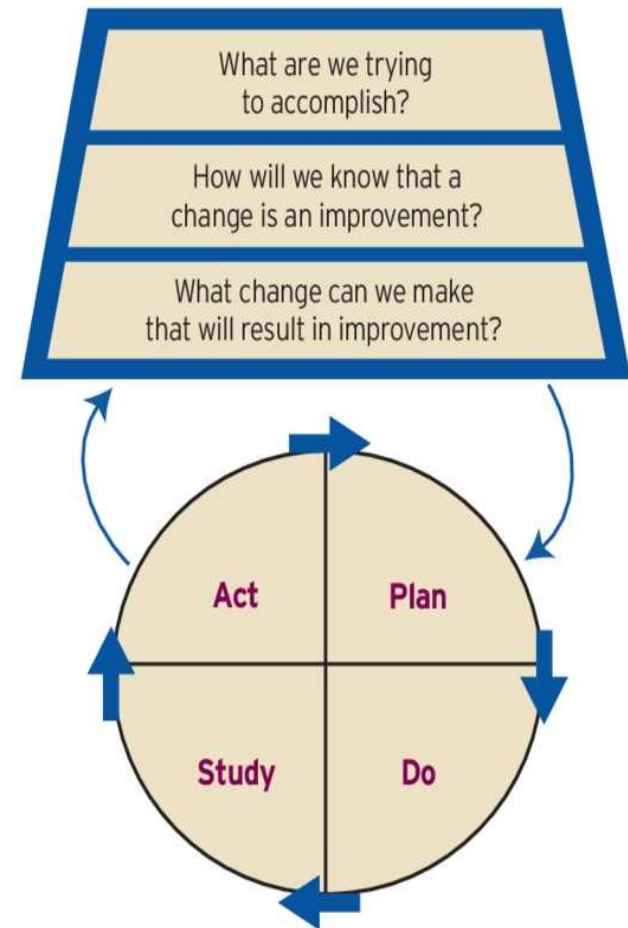 What are we trying
to accomplish?
How will we know that a
change is an improvement?
What change can we make
that will result in improvement?
Act
Plan
Study
Do